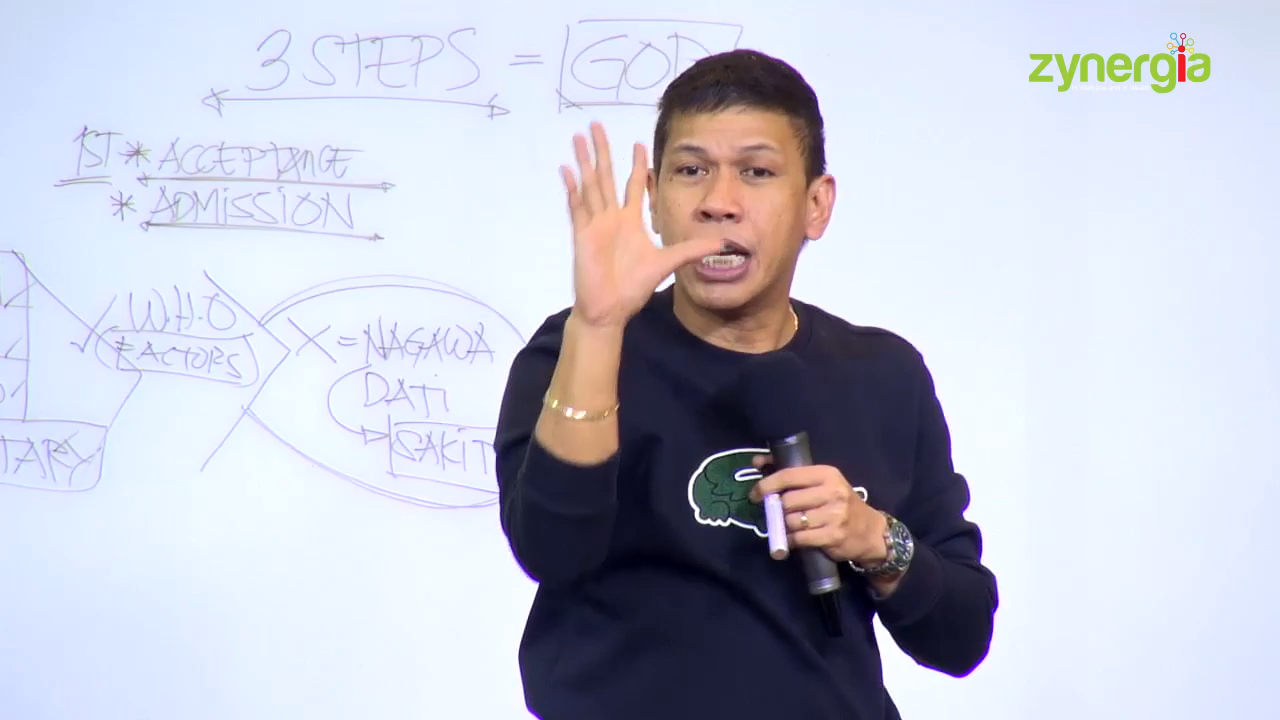 3 STEPS = GOD
1ST * ACCEPTANCE
* ADMISSION
WHO
FACTORS
X = NAGAWA
DATI
SAKIT
TARY
zynergia